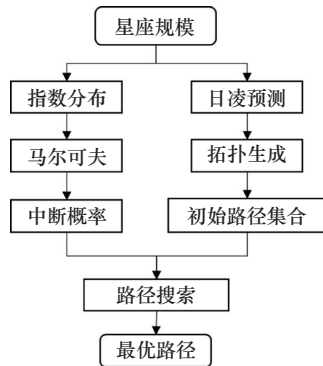 星座规模
指数分布
日凌预测
马尔可夫
拓扑生成
中断概率
初始路径集合
路径搜索
最优路径